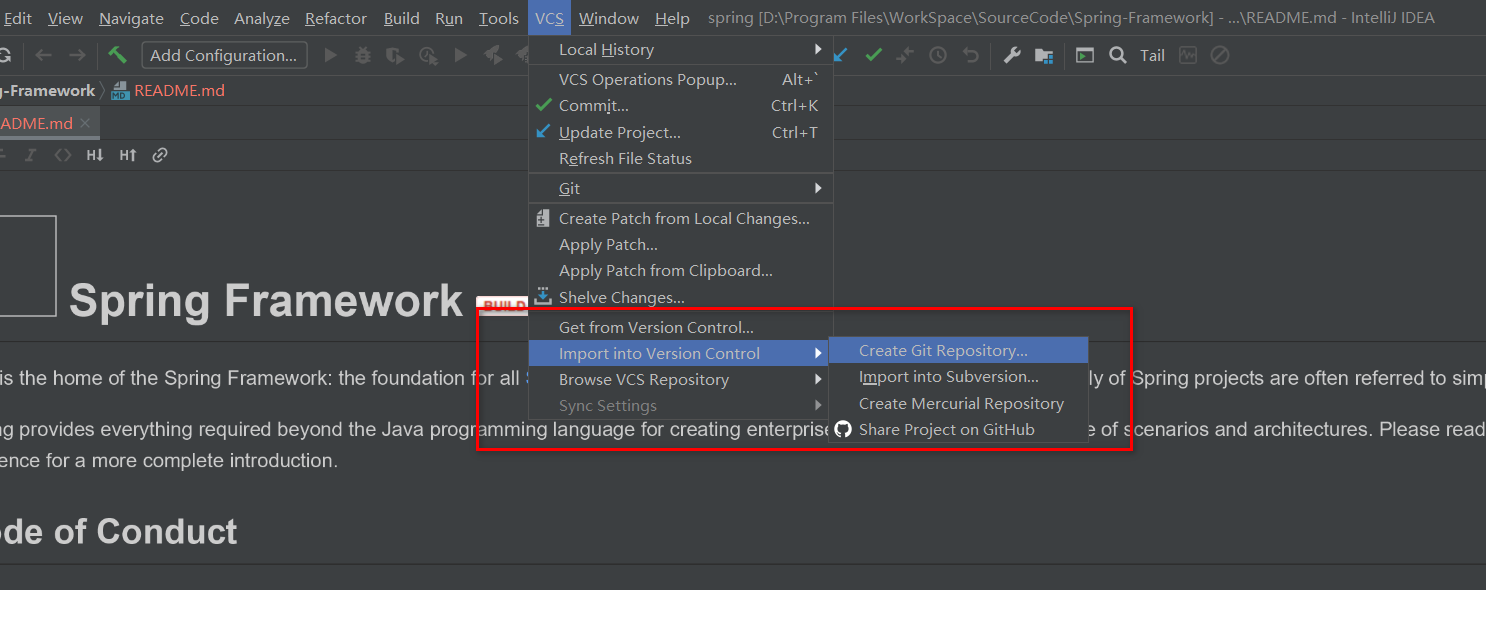 Edit View Navigate Code Analyze Refactor Build Run Tools VCS Window Help spring [D:\Program Files\WorkSpace\SourceCode\Spring-Framework] - ...\README.md - IntelliJ IDEA
Add Configuration... Tail
g-Framework README.md
ADME.md
H↓ H↑
Local History
VCS Operations Popup... Alt+`
Commit... Ctrl+K
Update Project... Ctrl+T
Refresh File Status
Git
Create Patch from Local Changes...
Apply Patch...
Apply Patch from Clipboard...
Shelve Changes...
Get from Version Control...
Import into Version Control
Browse VCS Repository
Sync Settings
Create Git Repository...
Import into Subversion...
Create Mercurial Repository
Share Project on GitHub
Spring Framework BUILD
is the home of the Spring Framework: the foundation for all ly of Spring projects are often referred to sim
ng provides everything required beyond the Java programming language for creating enterprise e of scenarios and architectures. Please read
ence for a more complete introduction.
de of Conduct